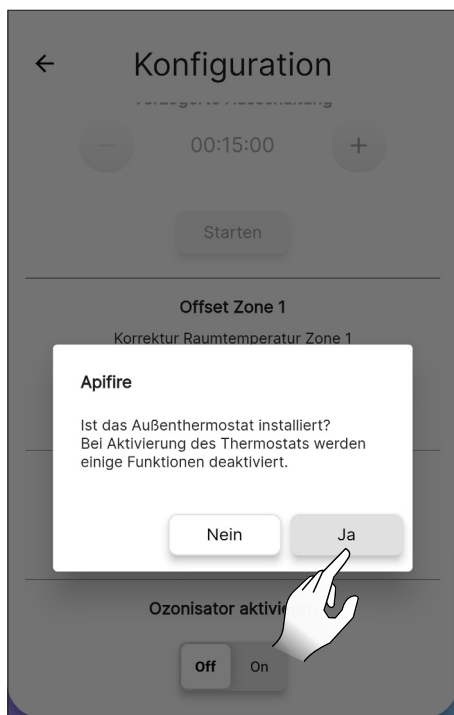 Konfiguration
00:15:00
Starten
Offset Zone 1
Korrektur Raumtemperatur Zone 1
Apifire
Ist das Außenthermostat installiert?
Bei Aktivierung des Thermostats werden
einige Funktionen deaktiviert.
Nein Ja
Ozonisator
Off On